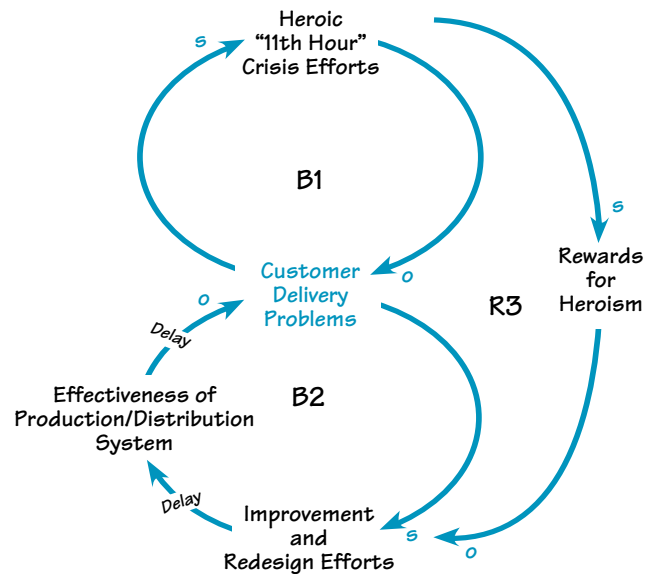 Heroic
“11th Hour”
Crisis Efforts
S
S
B1
Customer
Delivery
Problems
O
O
Rewards
for
Heroism
R3
Delay
Effectiveness of
Production/Distribution
System
B2
Delay
Improvement
and
Redesign Efforts
S
O